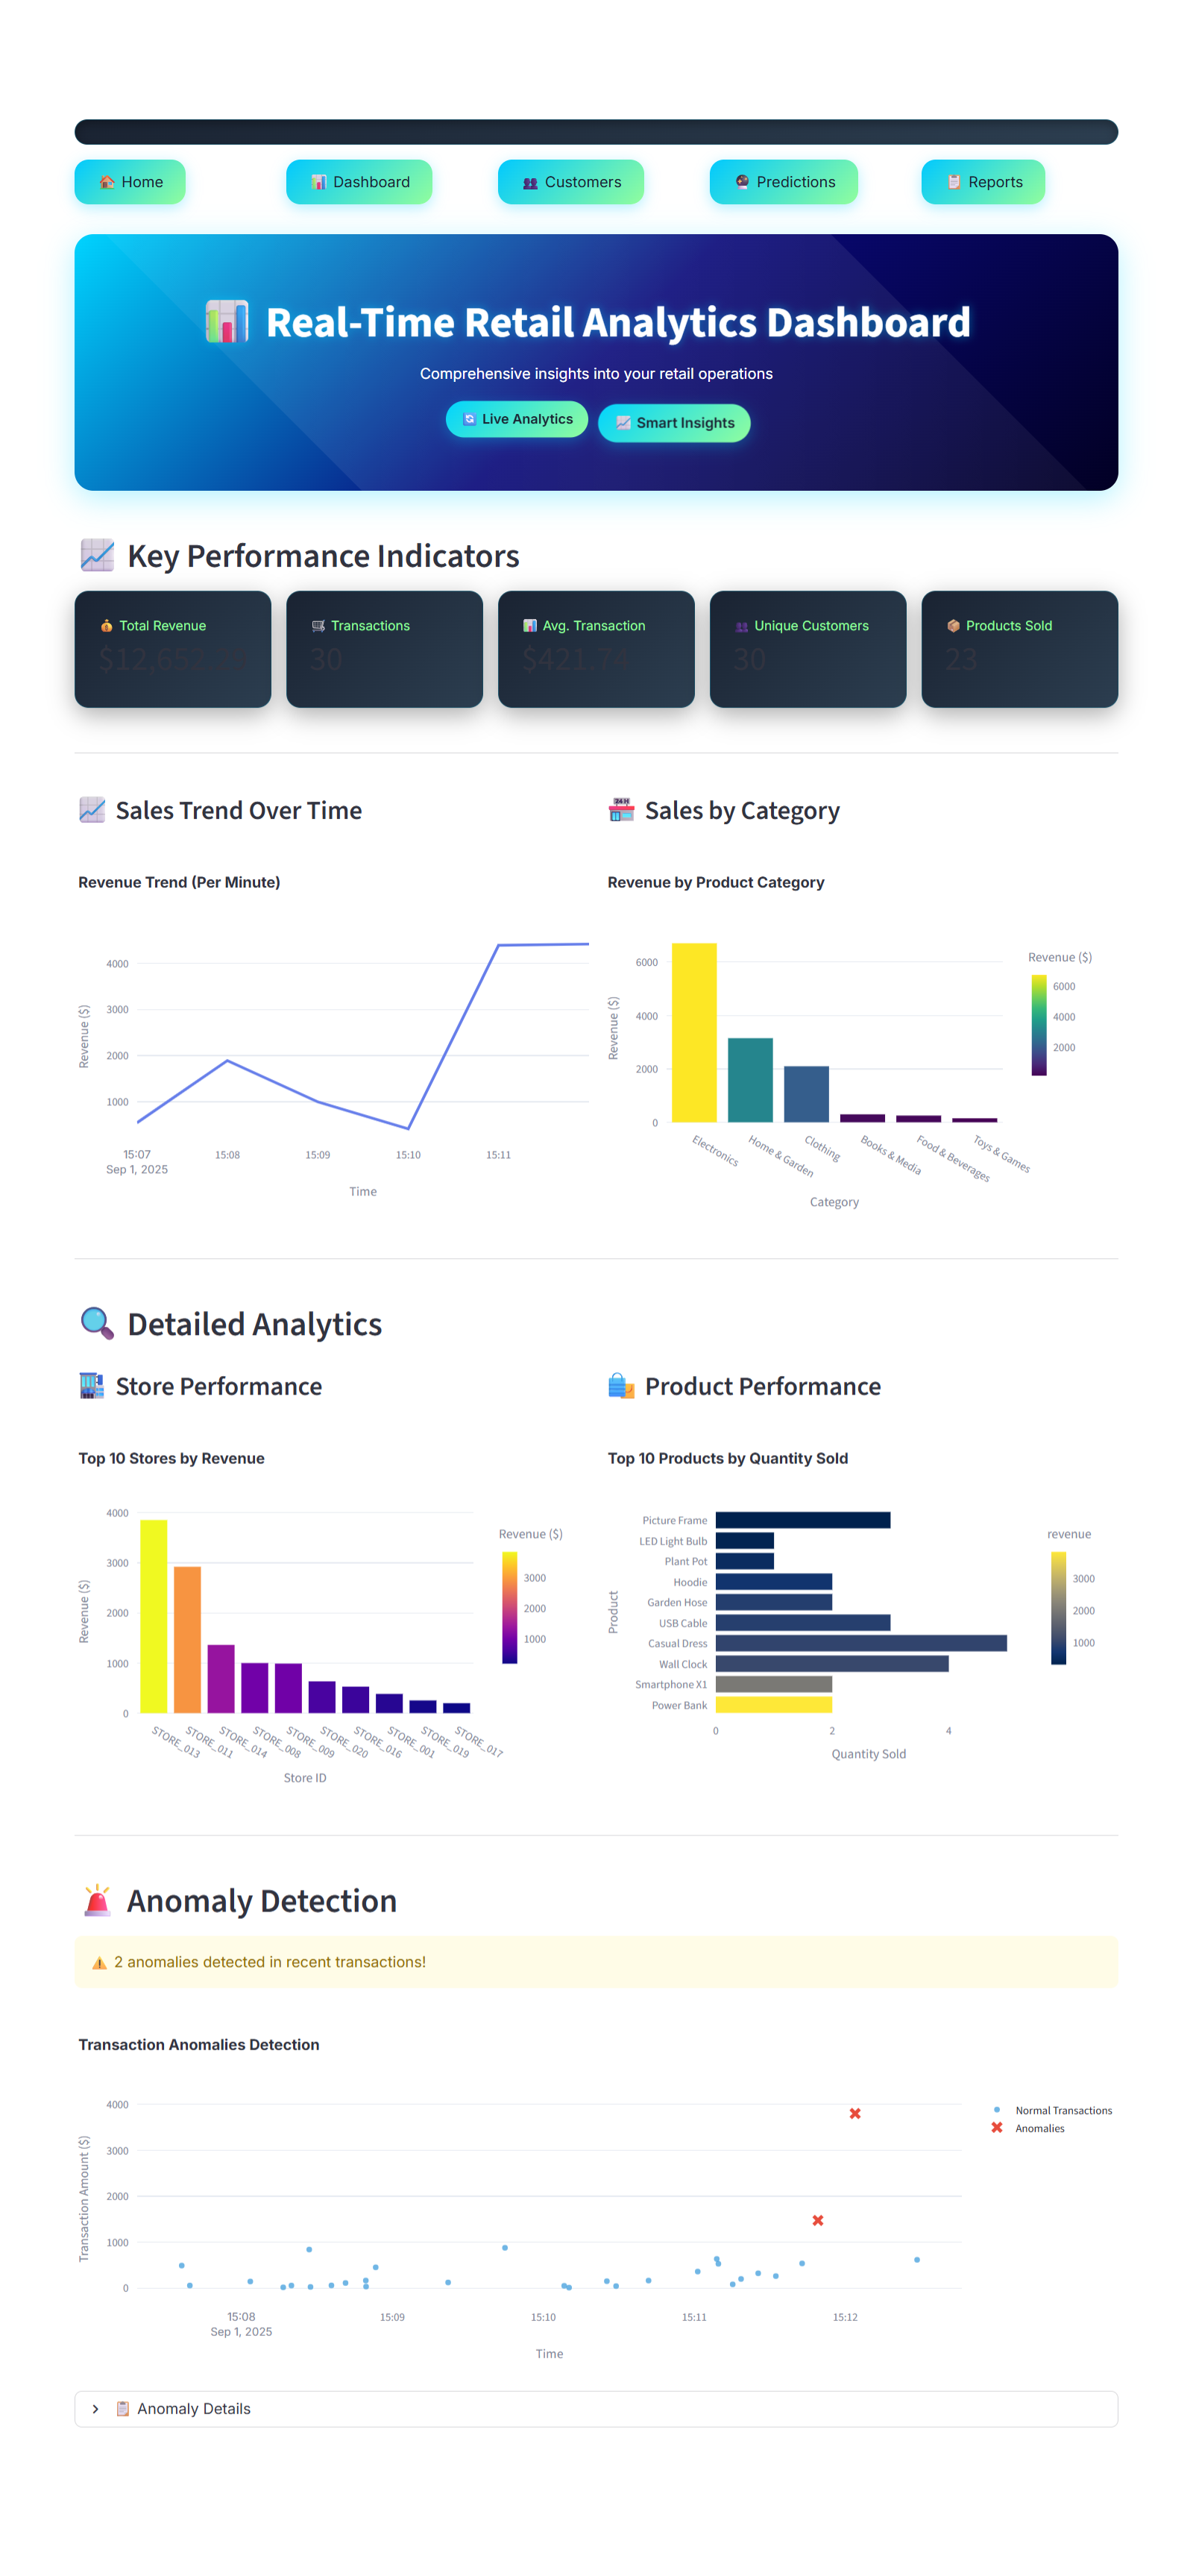 Home
Dashboard
Customers
Predictions
Reports
Real-Time Retail Analytics Dashboard
Comprehensive insights into your retail operations
Live Analytics
Smart Insights
Key Performance Indicators
Total Revenue
Transactions
30
Avg. Transaction
$421.74
Unique Customers
30
Products Sold
23
Sales Trend Over Time
Revenue Trend (Per Minute)
Revenue ($)
4000
3000
2000
1000
15:07
Sep 1, 2025
15:08
15:09
15:10
15:11
Time
24H
Sales by Category
Revenue by Product Category
Revenue ($)
6000
4000
2000
0
Electronics
Home & Garden
Clothing
Books & Media
Food & Beverages
Toys & Games
Category
Revenue ($)
6000
4000
2000
Detailed Analytics
Store Performance
Top 10 Stores by Revenue
Revenue ($)
4000
3000
2000
1000
0
STORE_013
STORE_011
STORE_014
STORE_008
STORE_009
STORE_020
STORE_016
STORE_001
STORE_019
STORE_017
Store ID
Revenue ($)
3000
2000
1000
Product Performance
Top 10 Products by Quantity Sold
Product
Picture Frame
LED Light Bulb
Plant Pot
Hoodie
Garden Hose
USB Cable
Casual Dress
Wall Clock
Smartphone X1
Power Bank
0
2
4
Quantity Sold
revenue
3000
2000
1000
Anomaly Detection
2 anomalies detected in recent transactions!
Transaction Anomalies Detection
Transaction Amount ($)
4000
3000
2000
1000
0
15:08
Sep 1, 2025
15:09
15:10
15:11
15:12
Time
Normal Transactions
Anomalies
Anomaly Details